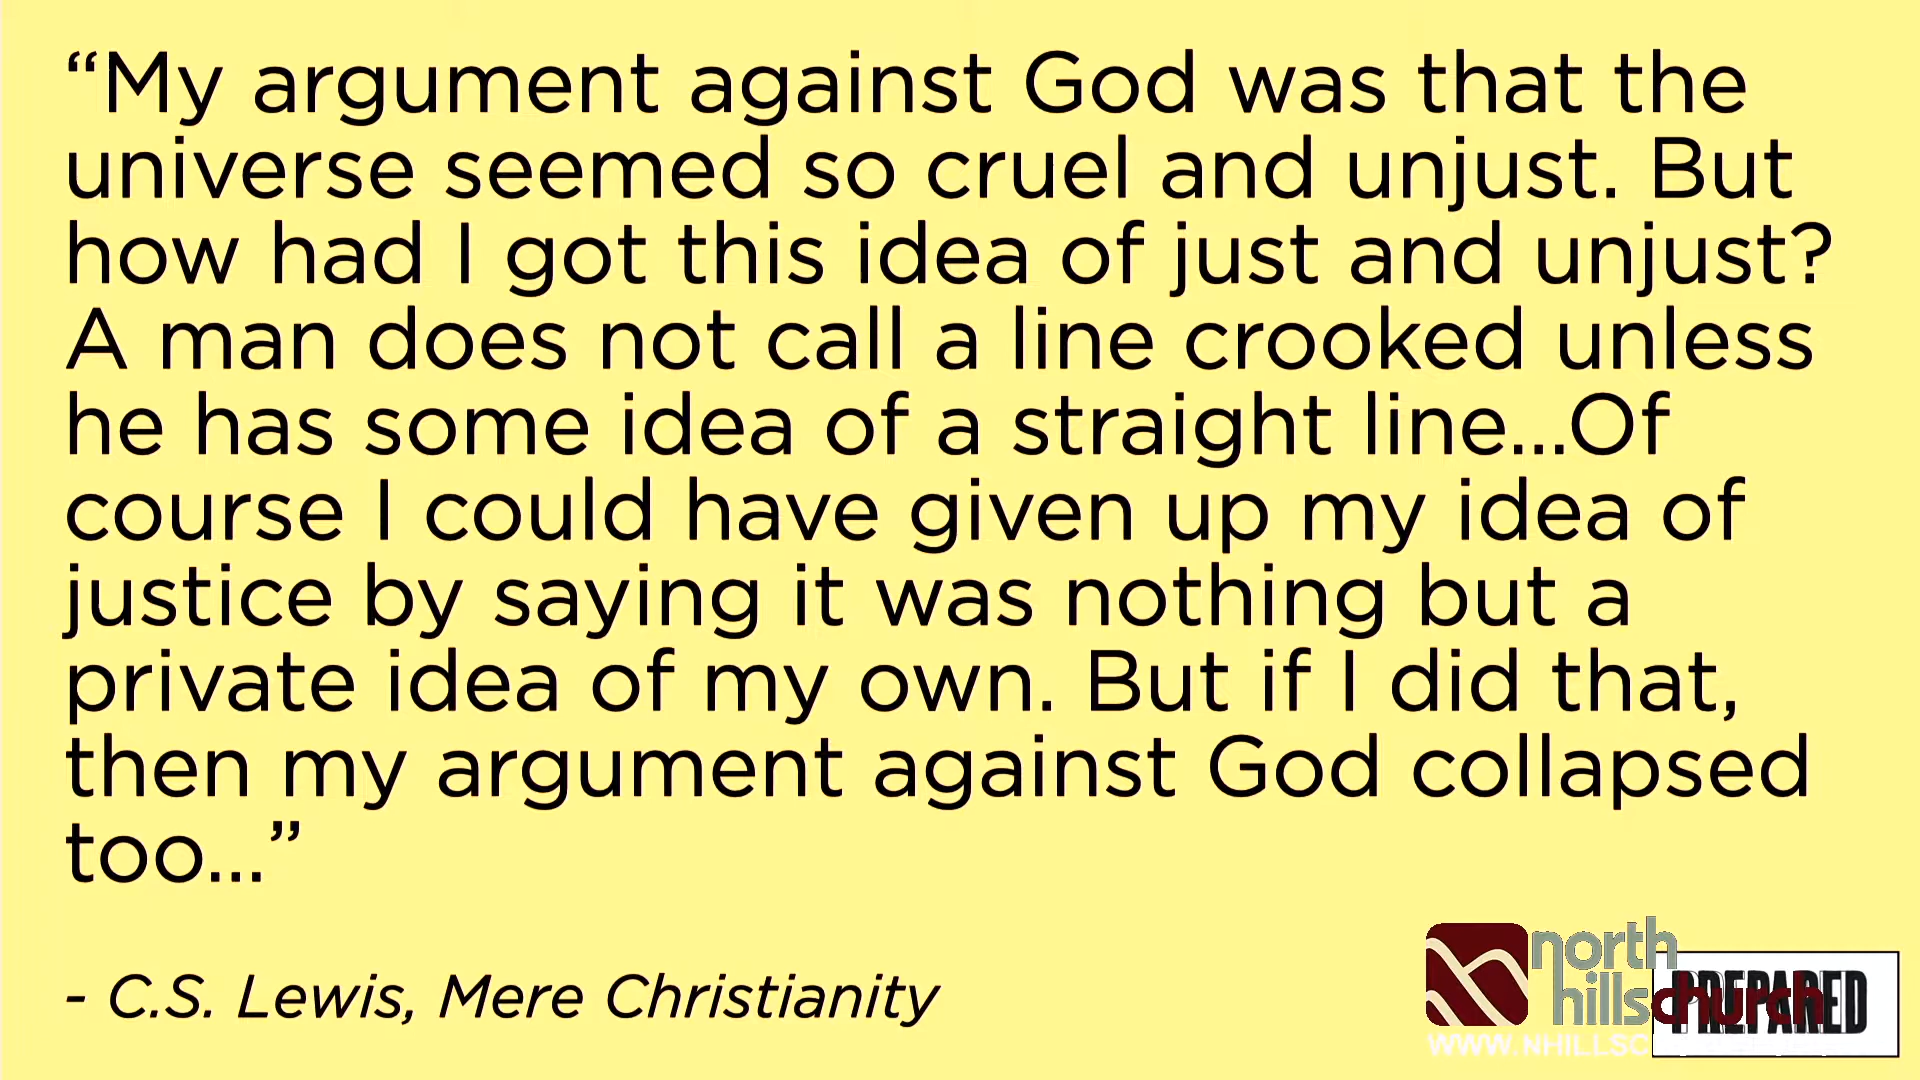 “My argument against God was that the
universe seemed so cruel and unjust. But
how had I got this idea of just and unjust?
A man does not call a line crooked unless
he has some idea of a straight line...Of
course I could have given up my idea of
justice by saying it was nothing but a
private idea of my own. But if I did that,
then my argument against God collapsed
too...”
- C.S. Lewis, Mere Christianity
north
hillschurch
PREPARED